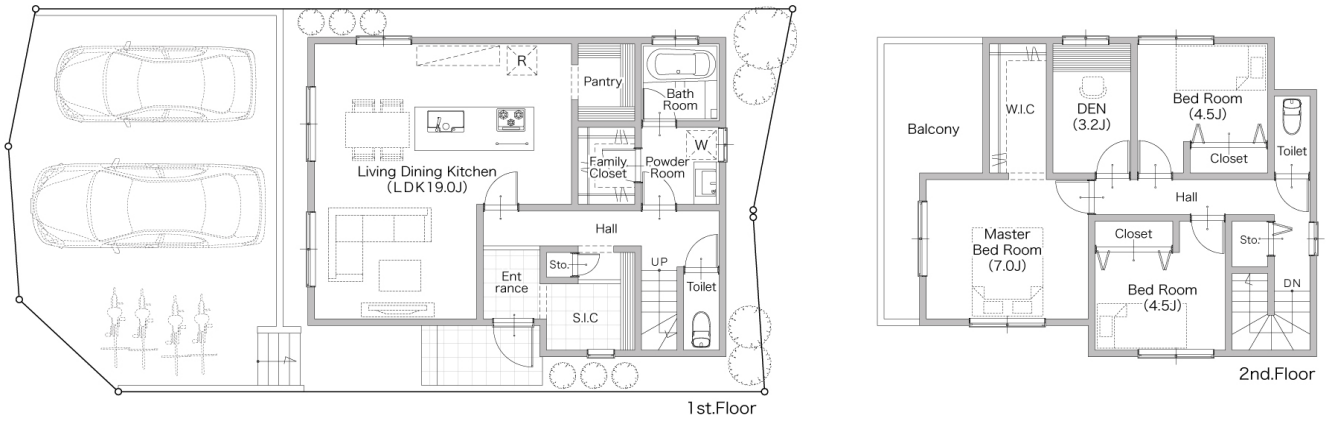 R
Pantry
Bath
Room
Living Dining Kitchen
(LDK19.0J)
Family
Closet
Powder
Room
W
Hall
Ent
rance
Sto.
S.I.C
UP
Toilet
1st.Floor
Balcony
W.I.C
DEN
(3.2J)
Bed Room
(4.5J)
Closet
Toilet
Hall
Master
Bed Room
(7.0J)
Closet
Bed Room
(4.5J)
Sto.
DN
2nd.Floor